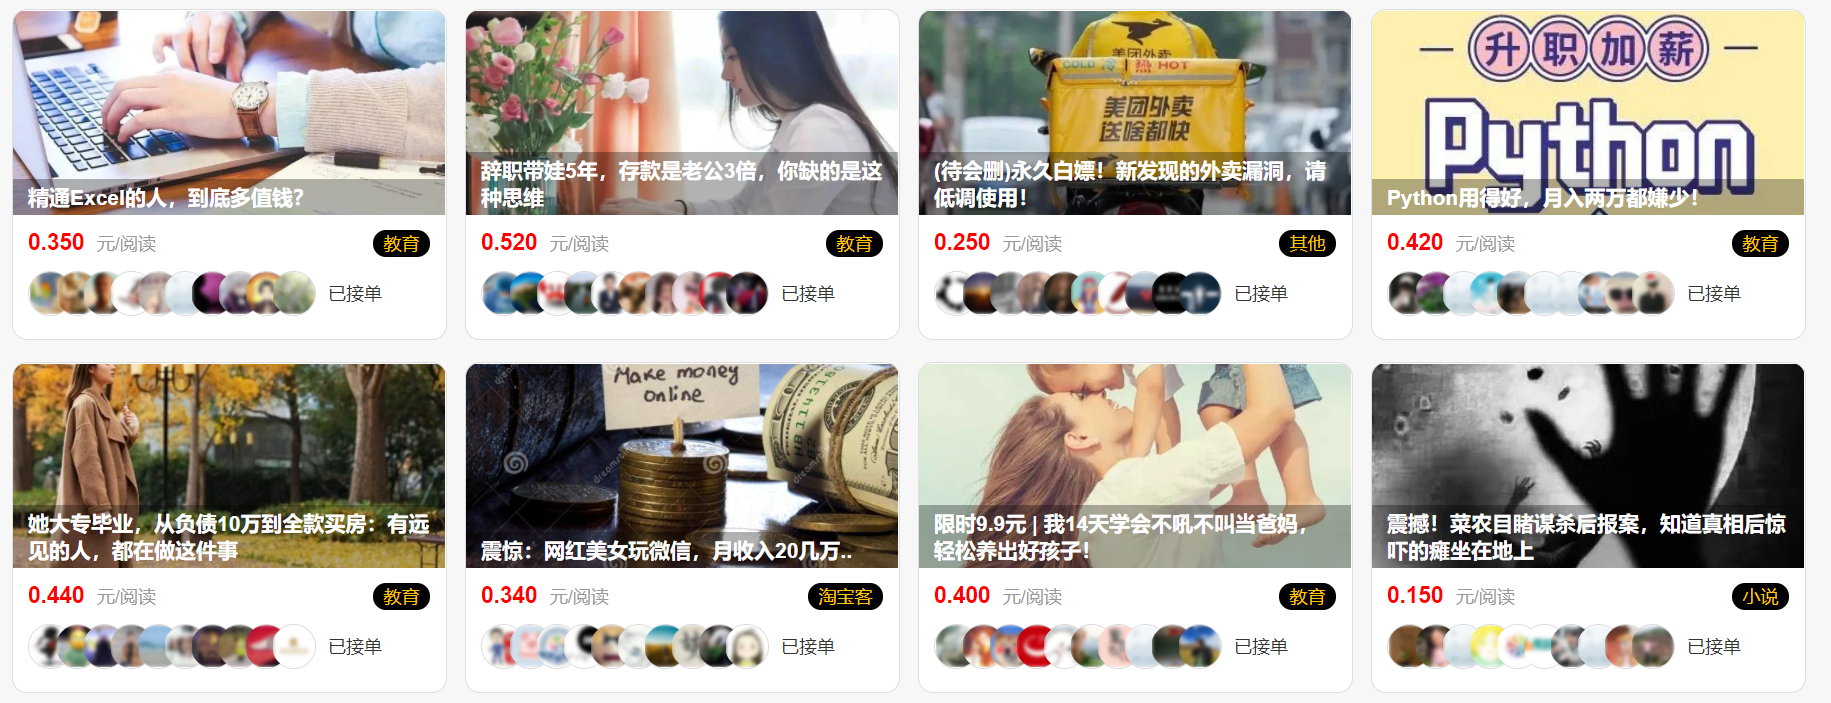 精通Excel的人，到底多值钱？
0.350 元/阅读
教育
已接单
辞职带娃5年，存款是老公3倍，你缺的是这
种思维
0.520 元/阅读
教育
已接单
美团外卖
COLD 冷 热 HOT
美团外卖
送啥都快
(待会删)永久白嫖！新发现的外卖漏洞，请
低调使用！
0.250 元/阅读
其他
已接单
升职加薪
Python
Python用得好，月入两万都嫌少！
0.420 元/阅读
教育
已接单
她大专毕业，从负债10万到全款买房：有远
见的人，都在做这件事
0.440 元/阅读
教育
已接单
Make money
online
HB11143180
B2
震惊：网红美女玩微信，月收入20几万..
0.340 元/阅读
淘宝客
已接单
限时9.9元 | 我14天学会不吼不叫当爸妈，
轻松养出好孩子！
0.400 元/阅读
教育
已接单
震撼！菜农目睹谋杀后报案，知道真相后惊
吓的瘫坐在地上
0.150 元/阅读
小说
已接单